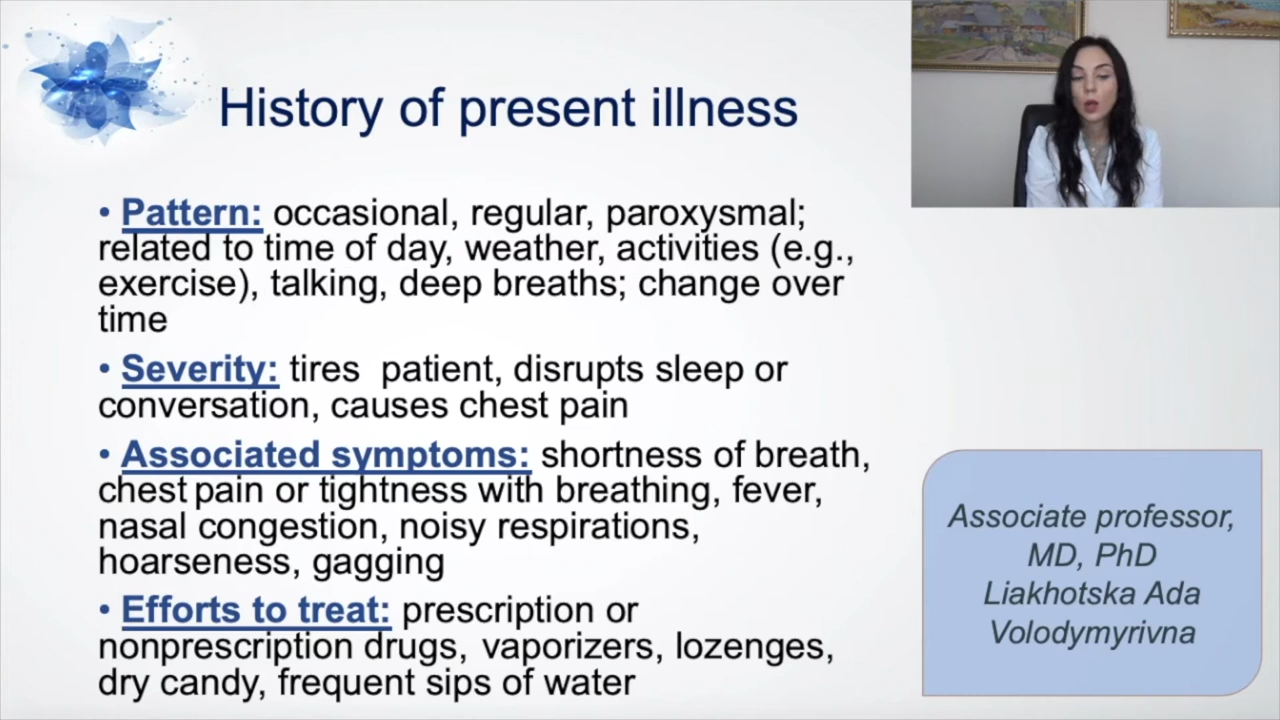 History of present illness
• Pattern: occasional, regular, paroxysmal;
related to time of day, weather, activities (e.g.,
exercise), talking, deep breaths; change over
time
• Severity: tires  patient, disrupts sleep or
conversation, causes chest pain
• Associated symptoms: shortness of breath,
chest pain or tightness with breathing, fever,
nasal congestion, noisy respirations,
hoarseness, gagging
• Efforts to treat: prescription or
nonprescription drugs, vaporizers, lozenges,
dry candy, frequent sips of water
Associate professor,
MD, PhD
Liakhotska Ada
Volodymyrivna